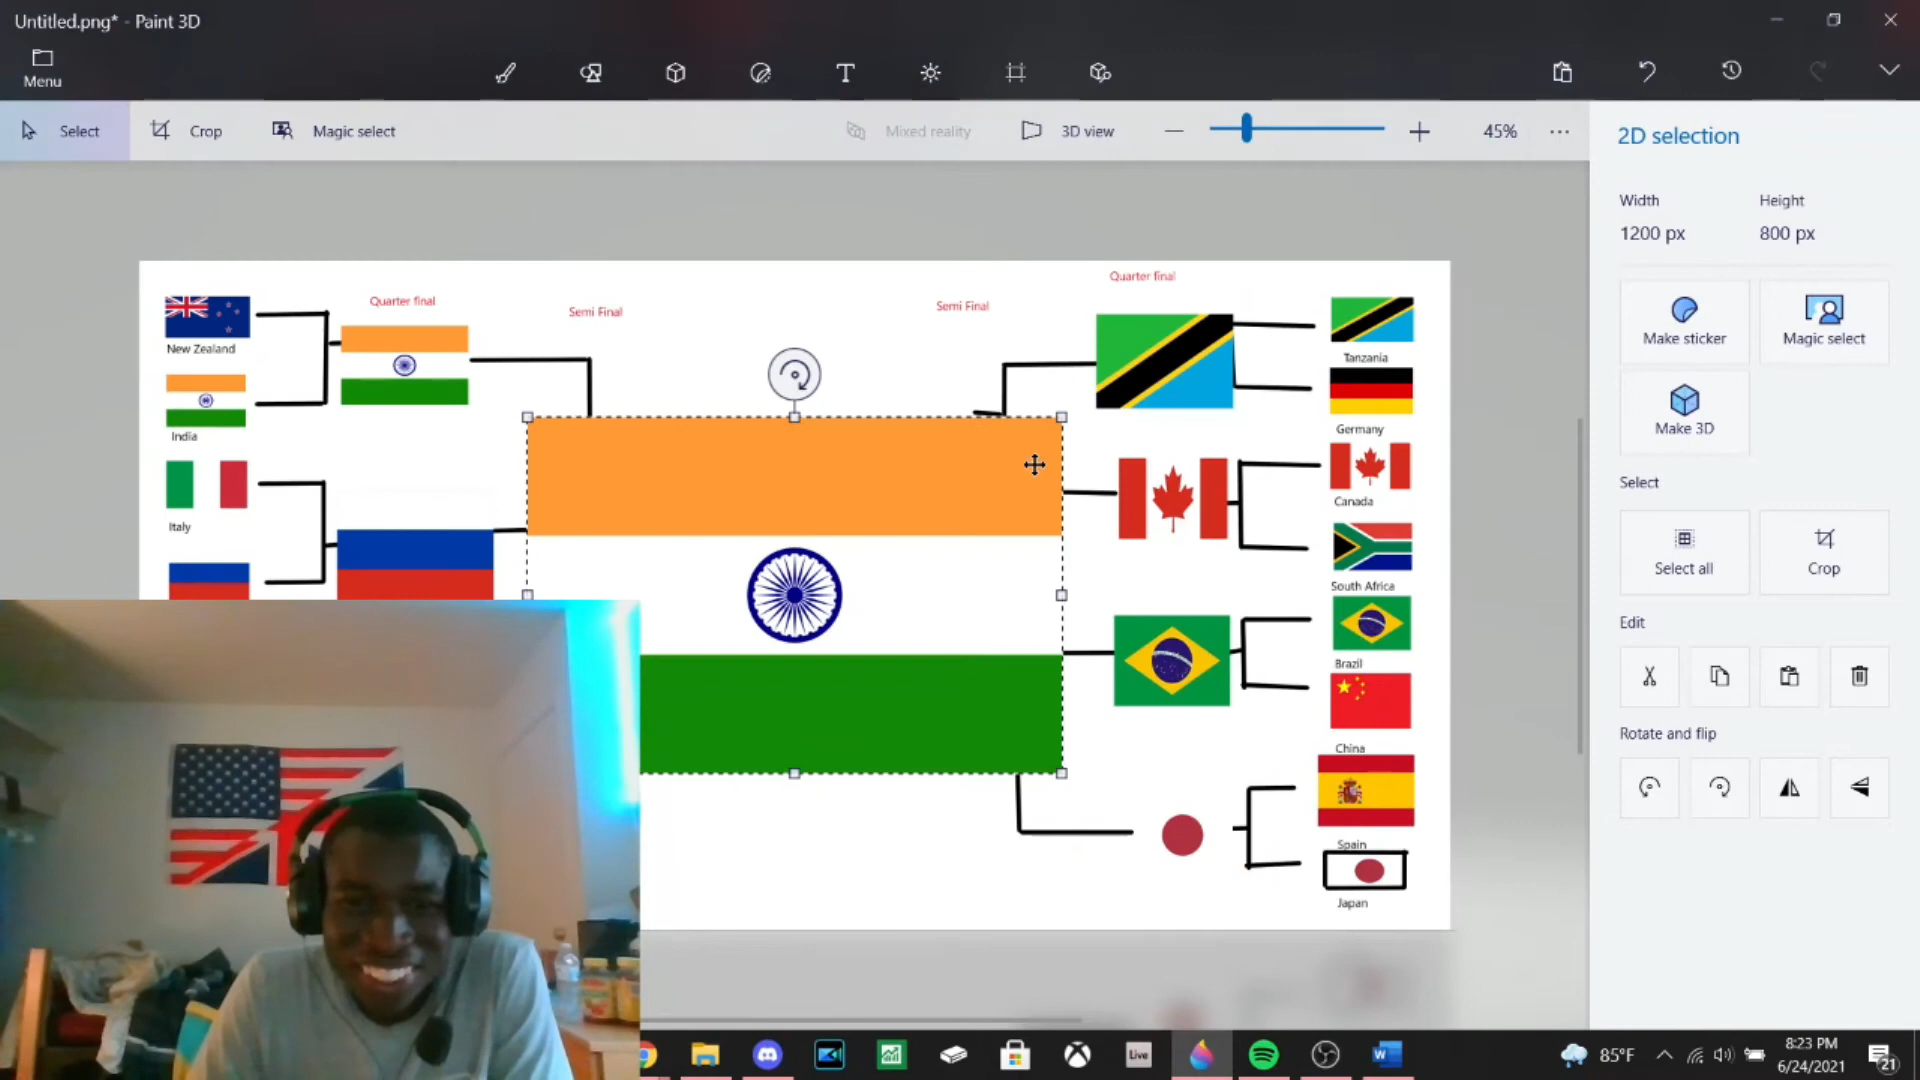 Untitled.png* - Paint 3D
Menu
Select
Crop
Magic select
Mixed reality
3D view
45%
2D selection
Width
Height
1200 px
800 px
Make sticker
Magic select
Make 3D
Select
Select all
Crop
Edit
Rotate and flip
Quarter final
Semi Final
Semi Final
Quarter final
New Zealand
India
Italy
Tanzania
Germany
Canada
South Africa
Brazil
China
Spain
Japan
Live
85°F
8:23 PM
6/24/2021
21